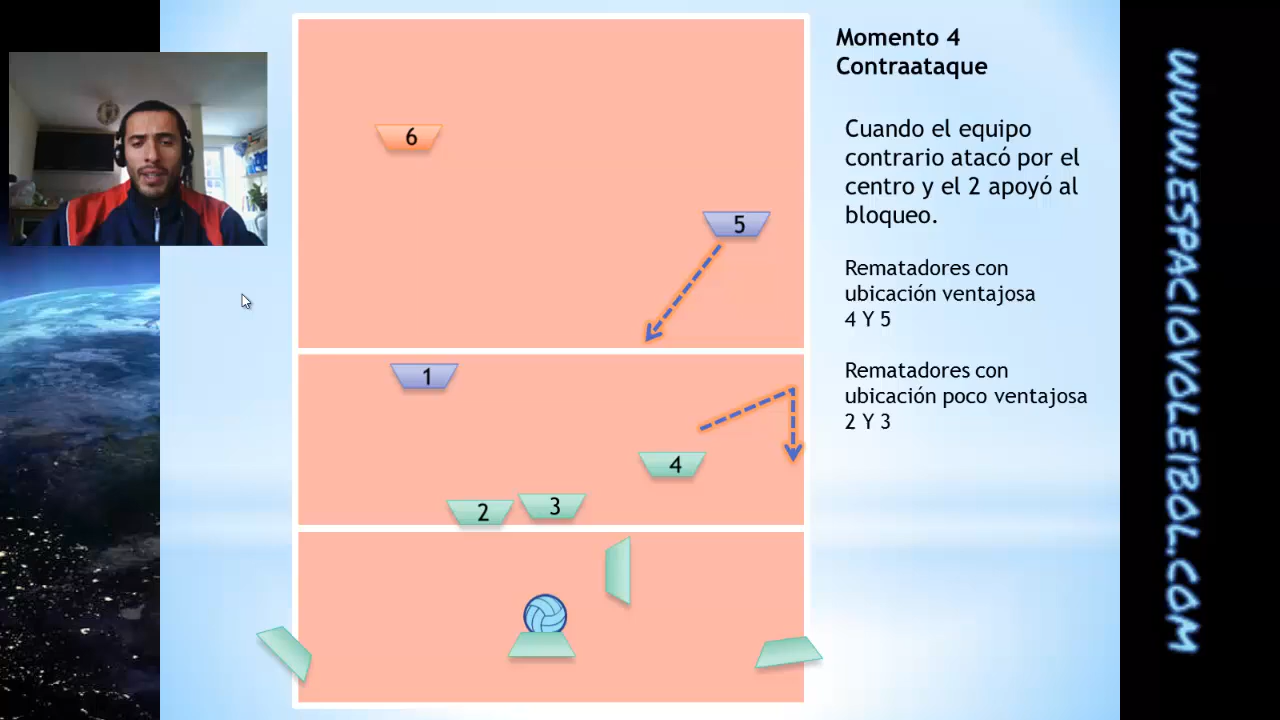 Momento 4
Contraataque
Cuando el equipo
contrario atacó por el
centro y el 2 apoyó al
bloqueo.
Rematadores con
ubicación ventajosa
4 Y 5
Rematadores con
ubicación poco ventajosa
2 Y 3
6
5
1
4
2
3
WWW.ESPACIOVOLEIBOL.COM